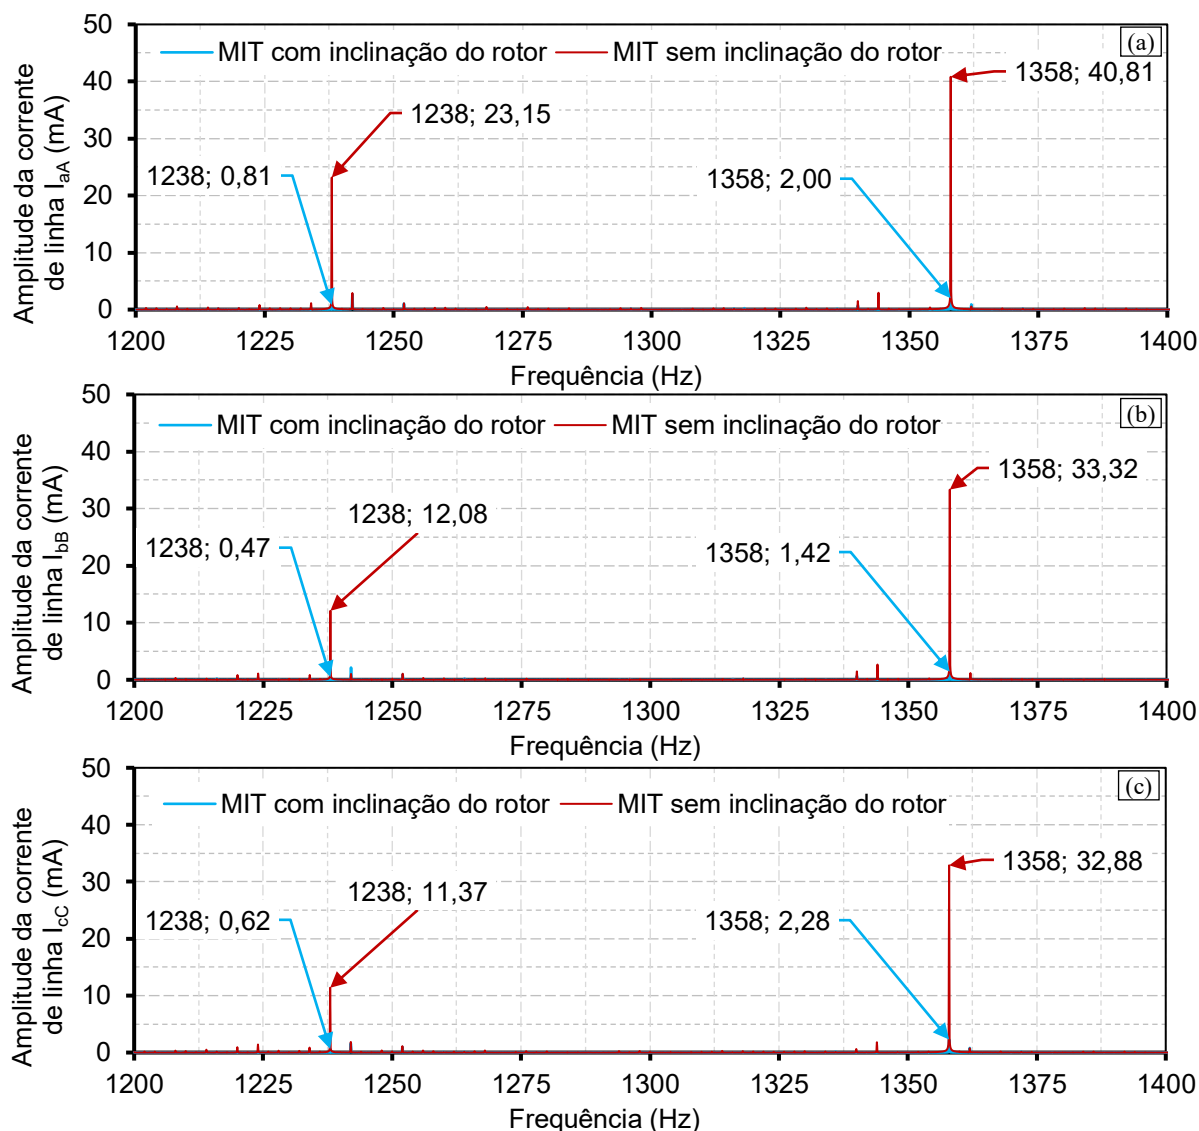 Amplitude da corrente
de linha I_aA (mA)
50
40
30
20
10
0
MIT com inclinação do rotor
MIT sem inclinação do rotor
(a)
1238; 23,15
1238; 0,81
1358; 40,81
1358; 2,00
1200 1225 1250 1275 1300 1325 1350 1375 1400
Frequência (Hz)
Amplitude da corrente
de linha I_bB (mA)
50
40
30
20
10
0
MIT com inclinação do rotor
MIT sem inclinação do rotor
(b)
1238; 12,08
1238; 0,47
1358; 33,32
1358; 1,42
1200 1225 1250 1275 1300 1325 1350 1375 1400
Frequência (Hz)
Amplitude da corrente
de linha I_cC (mA)
50
40
30
20
10
0
MIT com inclinação do rotor
MIT sem inclinação do rotor
(c)
1238; 11,37
1238; 0,62
1358; 32,88
1358; 2,28
1200 1225 1250 1275 1300 1325 1350 1375 1400
Frequência (Hz)